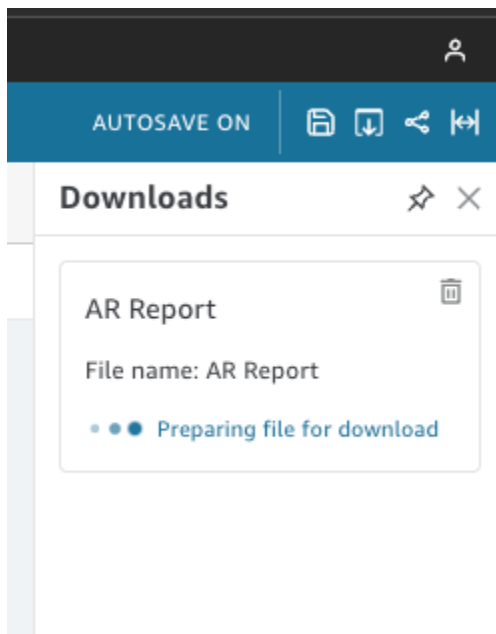 AUTOSAVE ON
Downloads
AR Report
File name: AR Report
Preparing file for download